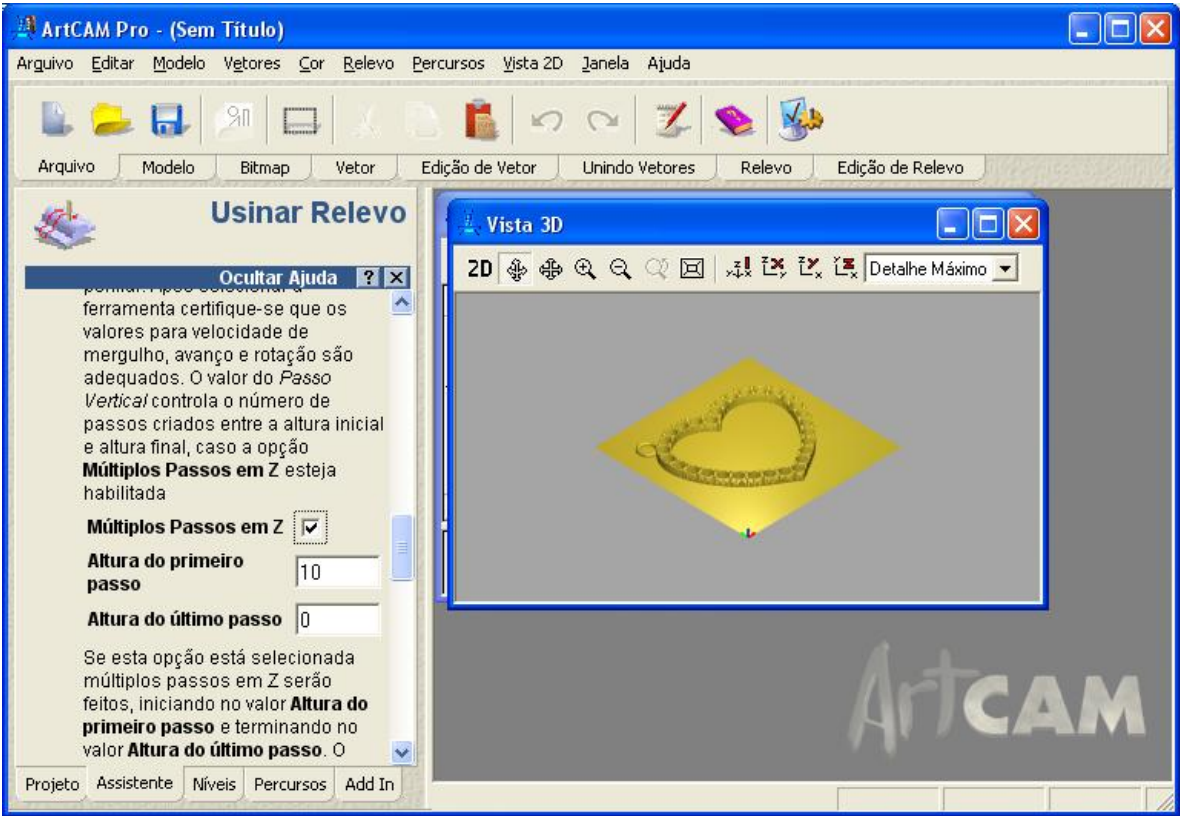 ArtCAM Pro - (Sem Título)
Arquivo Editar Modelo Vetores Cor Relevo Percursos Vista 2D Janela Ajuda
Arquivo Modelo Bitmap Vetor Edição de Vetor Unindo Vetores Relevo Edição de Relevo
Usinar Relevo
Ocultar Ajuda ? X
ferramenta certifique-se que os
valores para velocidade de
mergulho, avanço e rotação são
adequados. O valor do Passo
Vertical controla o número de
passos criados entre a altura inicial
e altura final, caso a opção
Múltiplos Passos em Z esteja
habilitada
Múltiplos Passos em Z
Altura do primeiro
passo
10
Altura do último passo 0
Se esta opção está selecionada
múltiplos passos em Z serão
feitos, iniciando no valor Altura do
primeiro passo e terminando no
valor Altura do último passo. O
Projeto Assistente Níveis Percursos Add In
Vista 3D
2D Detalhe Máximo
ArtCAM